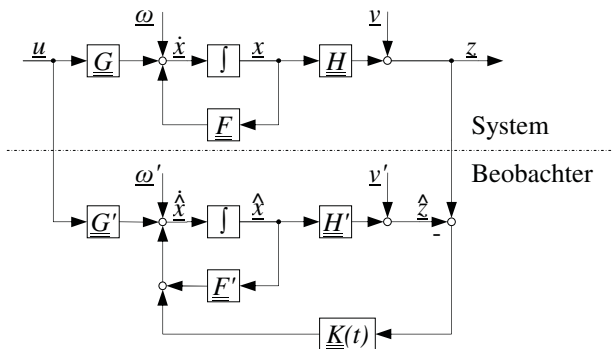 ω v
u G ẋ ∫ x H z
F
System
Beobachter
ω' v'
G' x̂̇ ∫ x̂ H' ẑ
-
F'
K(t)